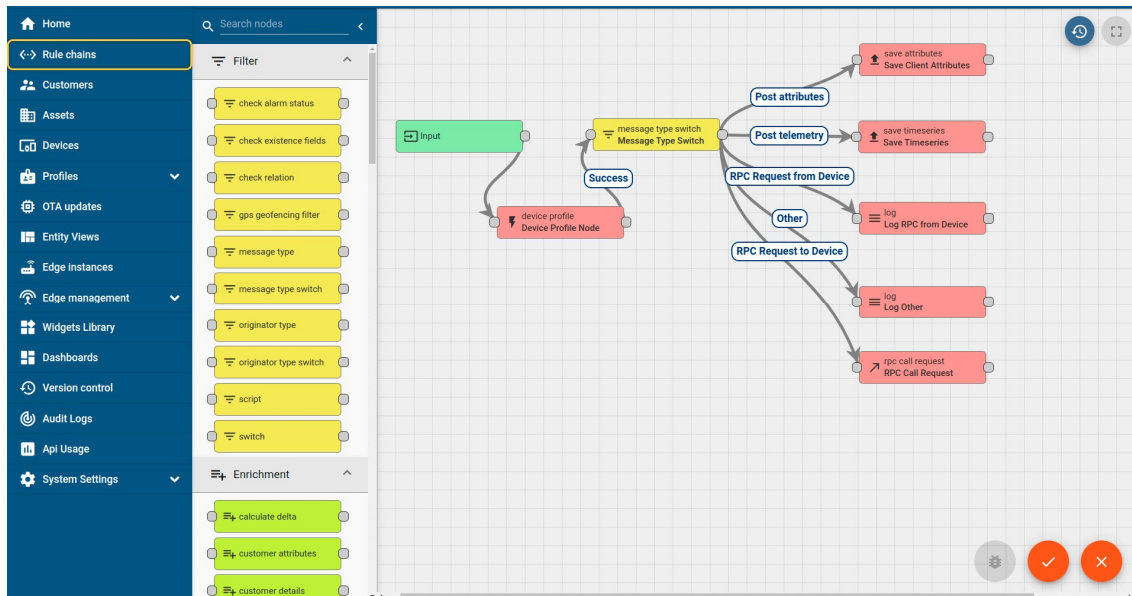 Home
Rule chains
Customers
Assets
Devices
Profiles
OTA updates
Entity Views
Edge instances
Edge management
Widgets Library
Dashboards
Version control
Audit Logs
Api Usage
System Settings
Search nodes
Filter
check alarm status
check existence fields
check relation
gps geofencing filter
message type
message type switch
originator type
originator type switch
script
switch
Enrichment
calculate delta
customer attributes
customer details
Input
device profile
Device Profile Node
Success
message type switch
Message Type Switch
Post attributes
Post telemetry
RPC Request from Device
Other
RPC Request to Device
save attributes
Save Client Attributes
save timeseries
Save Timeseries
log
Log RPC from Device
log
Log Other
rpc call request
RPC Call Request